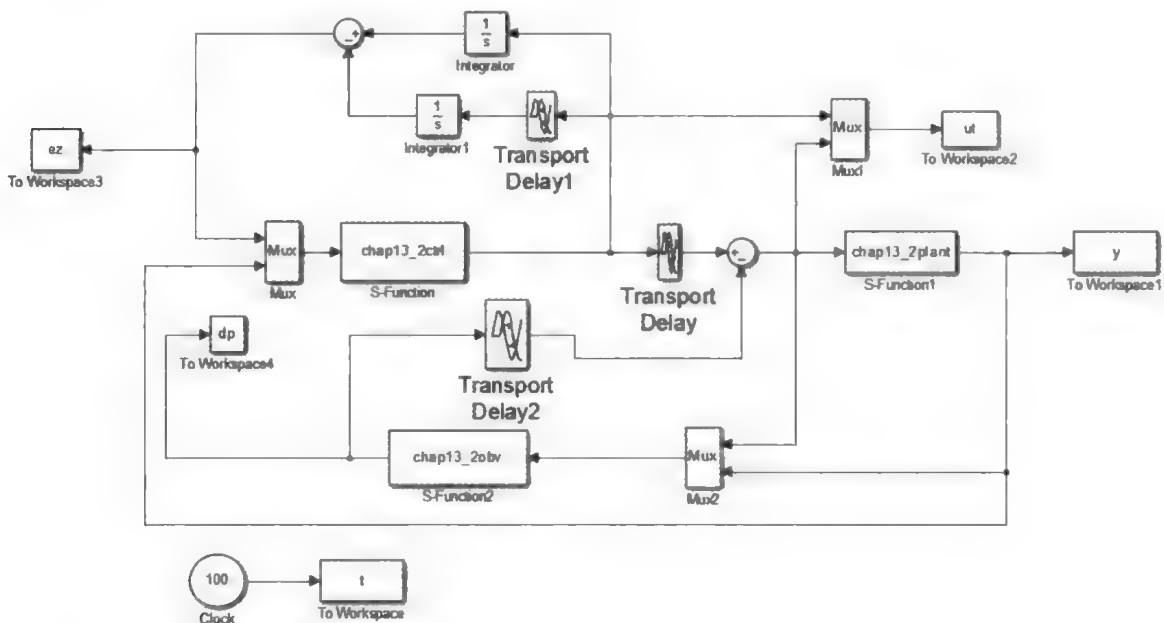 1
s
Integrator
1
s
Integrator1
Transport
Delay1
Mux
Mux1
ut
To Workspace2
ez
To Workspace3
Mux
Mux
chap13_2ctrl
S-Function
Transport
Delay
chap13_2plant
S-Function1
y
To Workspace1
dp
To Workspace4
Transport
Delay2
chap13_2obv
S-Function2
Mux
Mux2
100
Clock
t
To Workspace